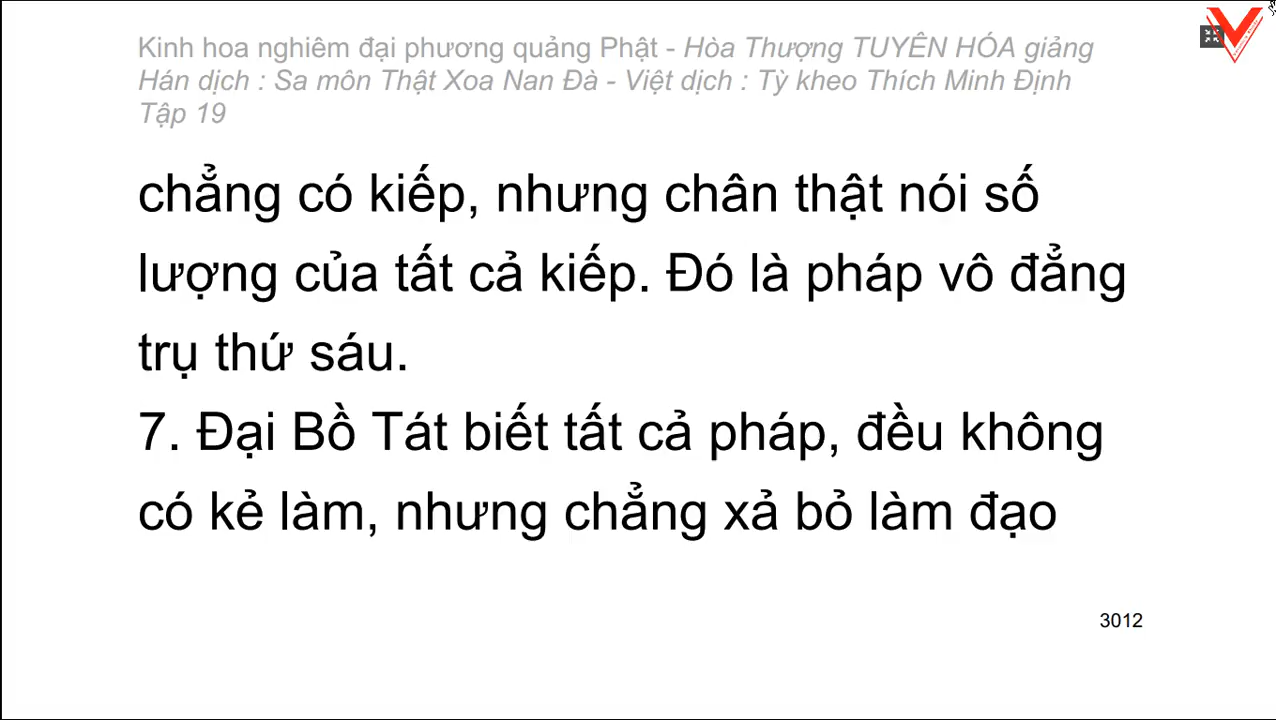 Kinh hoa nghiêm đại phương quảng Phật - Hòa Thượng TUYÊN HÓA giảng
Hán dịch : Sa môn Thật Xoa Nan Đà - Việt dịch : Tỳ kheo Thích Minh Định
Tập 19
chẳng có kiếp, nhưng chân thật nói số
lượng của tất cả kiếp. Đó là pháp vô đẳng
trụ thứ sáu.
7. Đại Bồ Tát biết tất cả pháp, đều không
có kẻ làm, nhưng chẳng xả bỏ làm đạo
3012